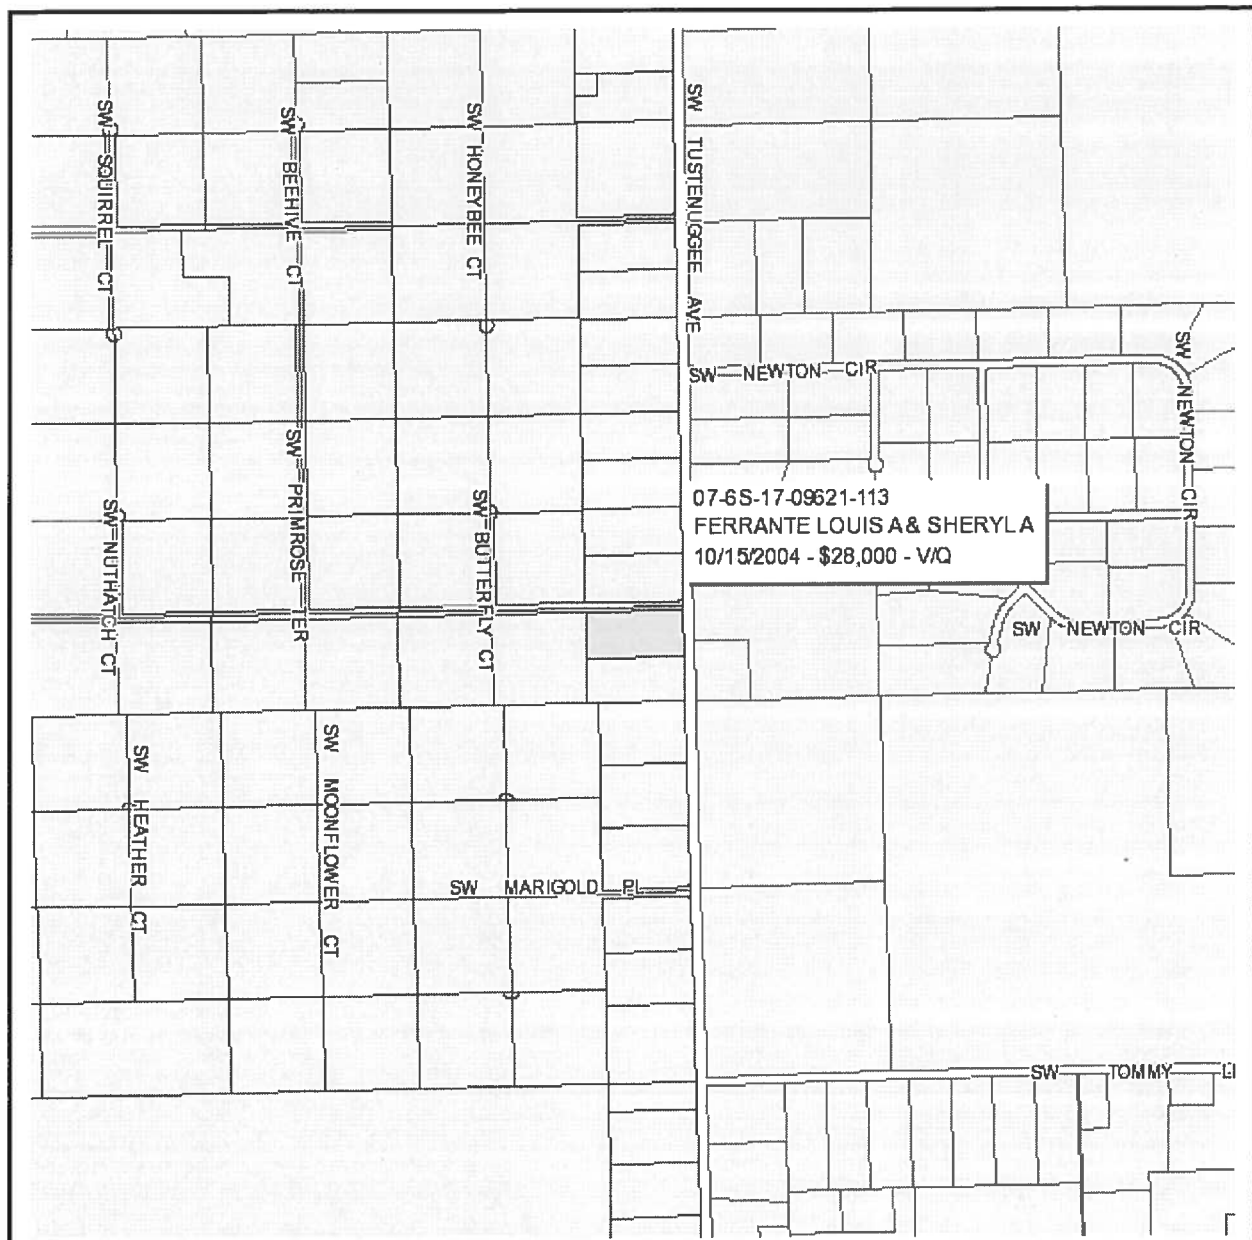 SW SQUIRREL CT
SW BEEHIVE CT
SW HONEYBEE CT
SW TUSTENUGGEE AVE
SW NEWTON CIR
SW NEWTON CIR
SW NUTHATCH CT
SW PRIMROSE TER
SW BUTTERFLY CT
07-6S-17-09621-113
FERRANTE LOUIS A & SHERYL A
10/15/2004 - $28,000 - V/Q
SW NEWTON CIR
SW HEATHER CT
SW MOONFLOWER CT
SW MARIGOLD PL
SW TOMMY